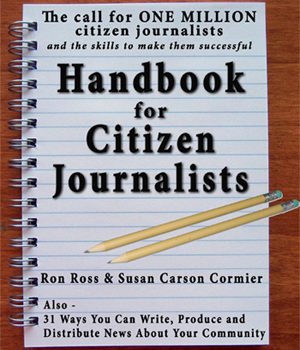 The call for ONE MILLION
citizen journalists
and the skills to make them successful
Handbook
for
Citizen
Journalists
Ron Ross & Susan Carson Cormier
Also -
31 Ways You Can Write, Produce and
Distribute News About Your Community